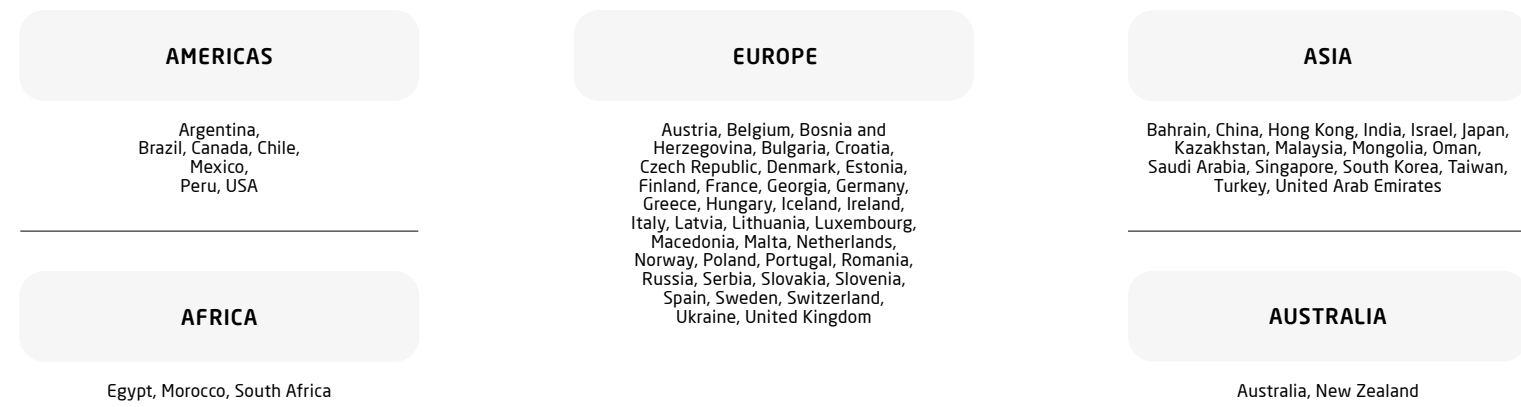 AMERICAS
Argentina,
Brazil, Canada, Chile,
Mexico,
Peru, USA
AFRICA
Egypt, Morocco, South Africa
EUROPE
Austria, Belgium, Bosnia and
Herzegovina, Bulgaria, Croatia,
Czech Republic, Denmark, Estonia,
Finland, France, Georgia, Germany,
Greece, Hungary, Iceland, Ireland,
Italy, Latvia, Lithuania, Luxembourg,
Macedonia, Malta, Netherlands,
Norway, Poland, Portugal, Romania,
Russia, Serbia, Slovakia, Slovenia,
Spain, Sweden, Switzerland,
Ukraine, United Kingdom
ASIA
Bahrain, China, Hong Kong, India, Israel, Japan,
Kazakhstan, Malaysia, Mongolia, Oman,
Saudi Arabia, Singapore, South Korea, Taiwan,
Turkey, United Arab Emirates
AUSTRALIA
Australia, New Zealand